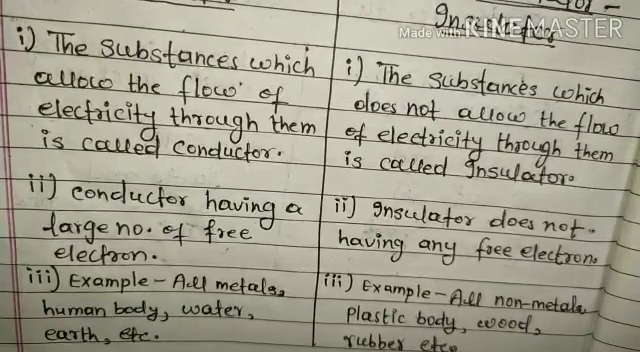 Insulator
Made with KINEMASTER
i) The substances which
allow the flow of
electricity through them
is called conductor.
ii) conductor having a
large no. of free
electron.
iii) Example - All metals,
human body, water,
earth, etc.
i) The substances which
does not allow the flow
of electricity through them
is called Insulator.
ii) Insulator does not
having any free electron.
iii) Example - All non-metals,
Plastic body, wood,
rubber etc.